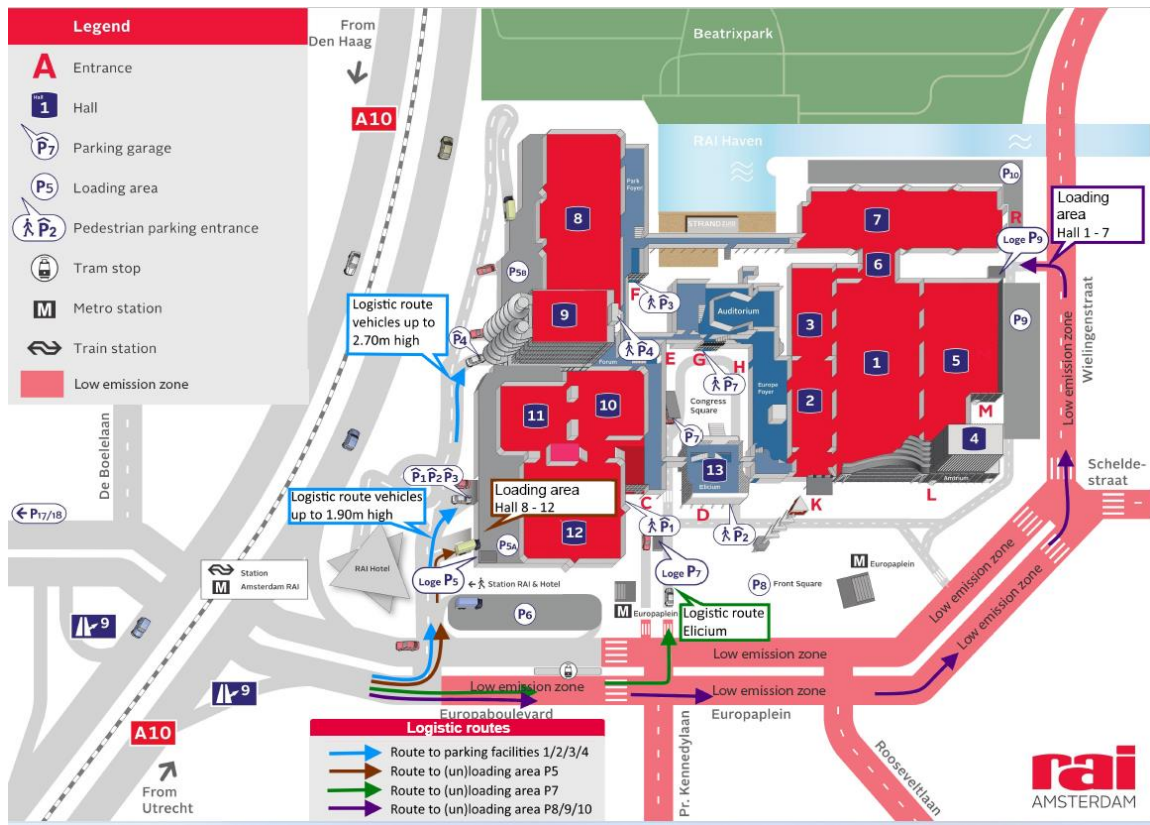 Legend
A Entrance
Hall 1 Hall
P7 Parking garage
P5 Loading area
P2 Pedestrian parking entrance
Tram stop
M Metro station
Train station
Low emission zone
From
Den Haag
A10
Beatrixpark
RAI Haven
STRANDZUID
Park
Foyer
8
7
P10
R
Loading
area
Hall 1 - 7
Loge P9
6
P5B
F
P3
Auditorium
9
P4
Forum
P4
Logistic route
vehicles up to
2.70m high
E
G
H
P7
3
1
5
P9
Europe
Foyer
Congress
Square
2
M
4
Wielingenstraat
Low emission zone
11
10
P7
13
Elicium
Amtrium
L
K
Schelde-
straat
De Boelelaan
P17/18
P1 P2 P3
Logistic route vehicles
up to 1.90m high
Loading area
Hall 8 - 12
C
D
P1
P2
12
P5A
Loge P5
Loge P7
RAI Hotel
Station
M Amsterdam RAI
Station RAI & Hotel
P6
M Europaplein
P8 Front Square
M Europaplein
Logistic route
Elicium
Low emission zone
Low emission zone
Low emission zone
Low emission zone
Low emission zone
9
9
Europaboulevard
Europaplein
Pr. Kennedylaan
Rooseveltlaan
A10
From
Utrecht
Logistic routes
Route to parking facilities 1/2/3/4
Route to (un)loading area P5
Route to (un)loading area P7
Route to (un)loading area P8/9/10
rai
AMSTERDAM